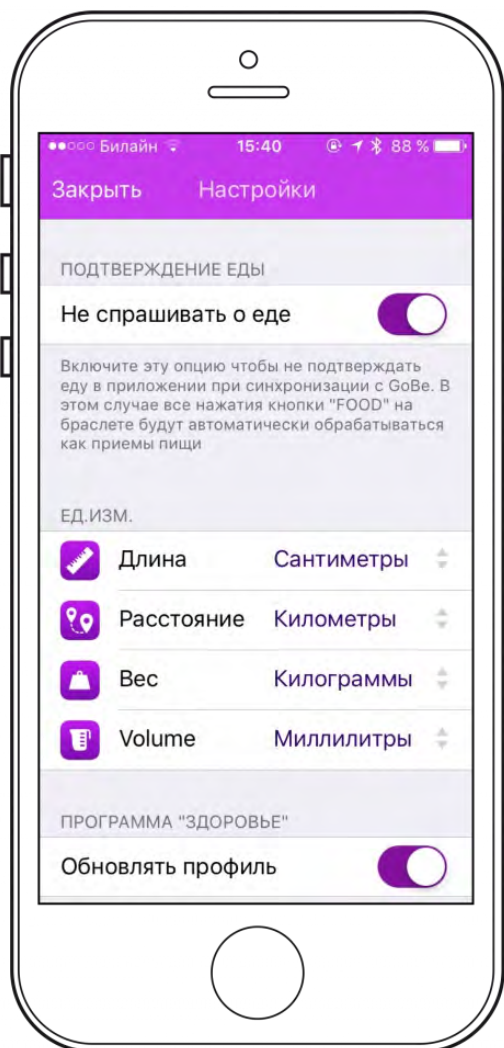 Билайн 15:40 88 %
Закрыть Настройки
ПОДТВЕРЖДЕНИЕ ЕДЫ
Не спрашивать о еде
Включите эту опцию чтобы не подтверждать
еду в приложении при синхронизации с GoBe. В
этом случае все нажатия кнопки "FOOD" на
браслете будут автоматически обрабатываться
как приемы пищи
ЕД.ИЗМ.
Длина Сантиметры
Расстояние Километры
Вес Килограммы
Volume Миллилитры
ПРОГРАММА "ЗДОРОВЬЕ"
Обновлять профиль